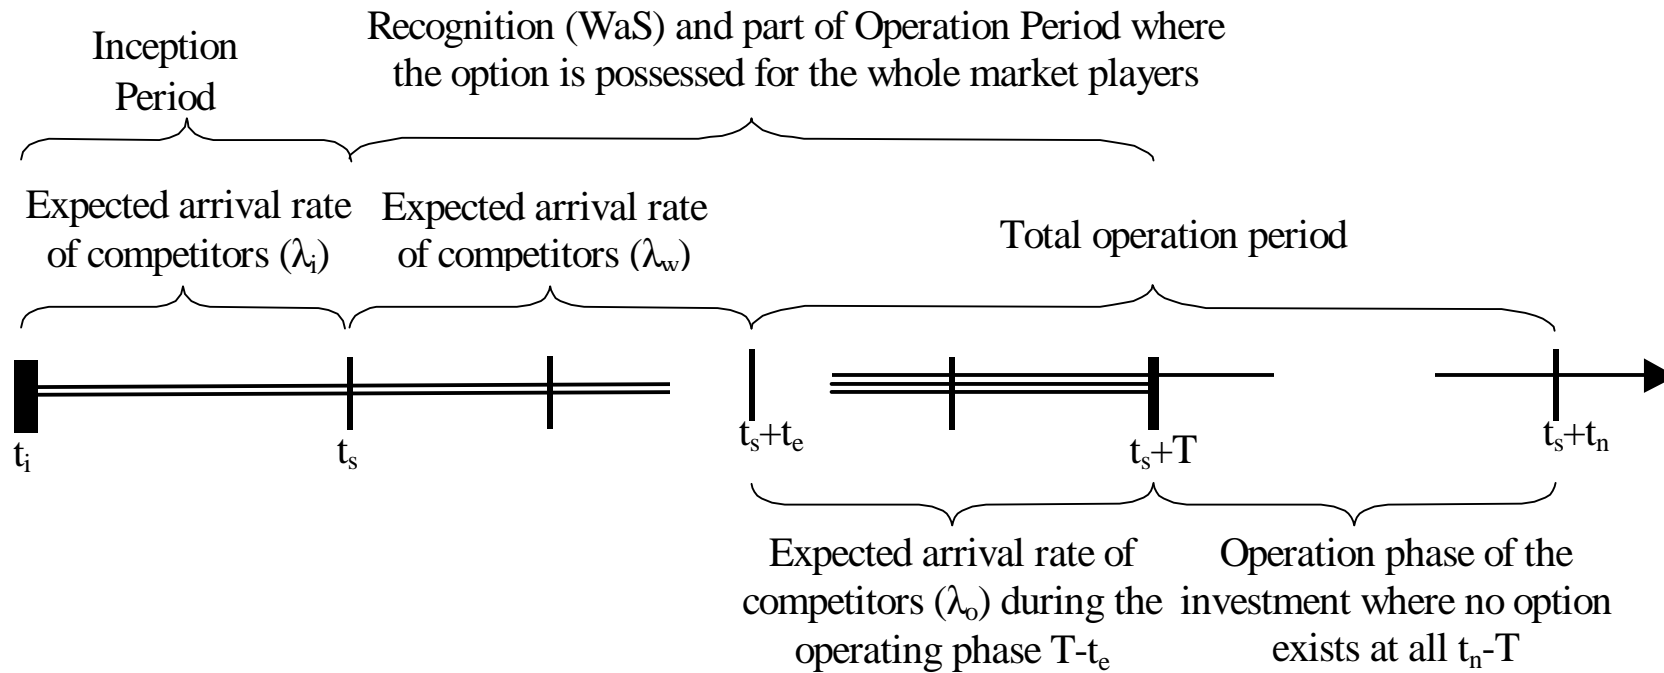 Inception
Period
Recognition (WaS) and part of Operation Period where
the option is possessed for the whole market players
Expected arrival rate
of competitors (λi)
Expected arrival rate
of competitors (λw)
Total operation period
ti
ts
ts+te
ts+T
ts+tn
Expected arrival rate of
competitors (λo) during the
operating phase T-te
Operation phase of the
investment where no option
exists at all tn-T